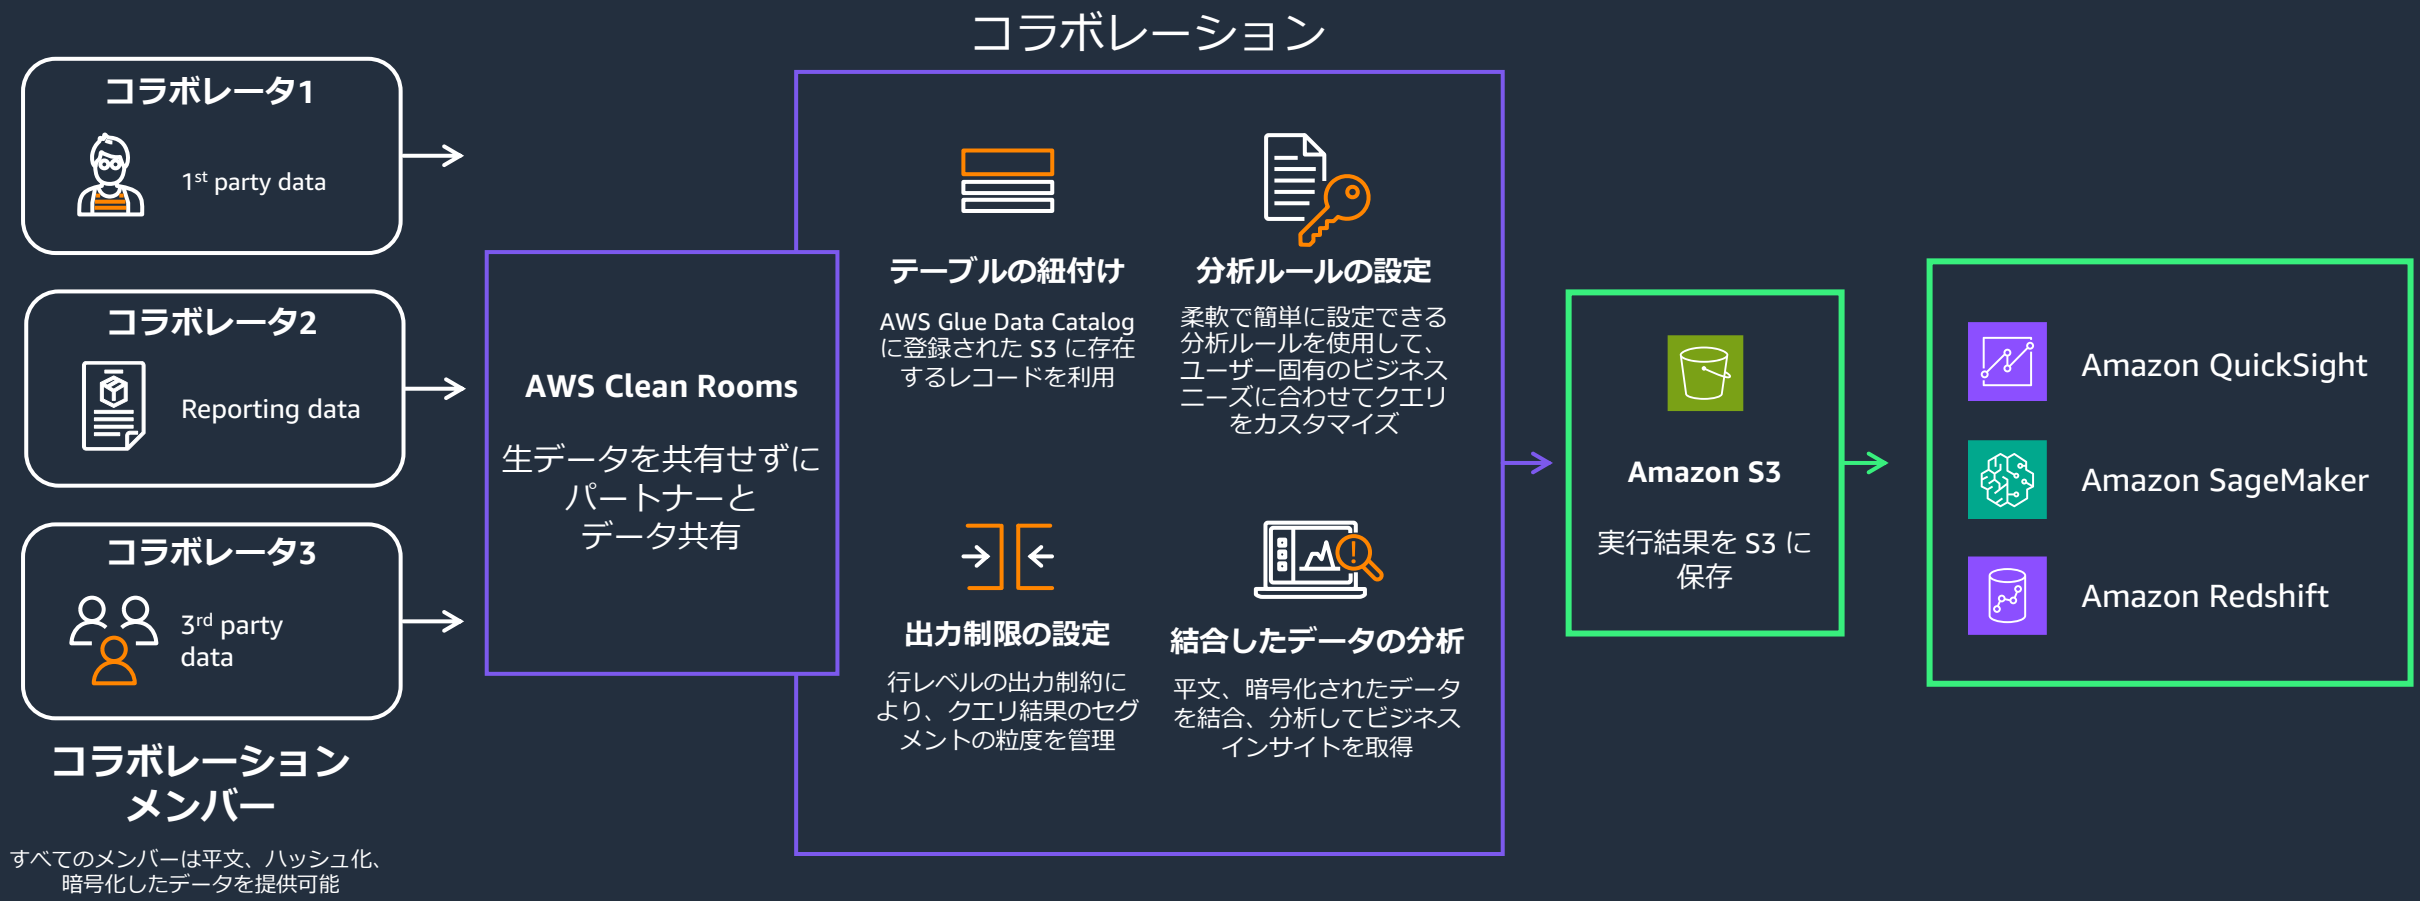 コラボレーション
コラボレータ1
1st party data
コラボレータ2
Reporting data
コラボレータ3
3rd party
data
コラボレーション
メンバー
すべてのメンバーは平文、ハッシュ化、
暗号化したデータを提供可能
AWS Clean Rooms
生データを共有せずに
パートナーと
データ共有
テーブルの紐付け
AWS Glue Data Catalog
に登録された S3 に存在
するレコードを利用
分析ルールの設定
柔軟で簡単に設定できる
分析ルールを使用して、
ユーザー固有のビジネス
ニーズに合わせてクエリ
をカスタマイズ
出力制限の設定
行レベルの出力制約に
より、クエリ結果のセグ
メントの粒度を管理
結合したデータの分析
平文、暗号化されたデータ
を結合、分析してビジネス
インサイトを取得
Amazon S3
実行結果を S3 に
保存
Amazon QuickSight
Amazon SageMaker
Amazon Redshift